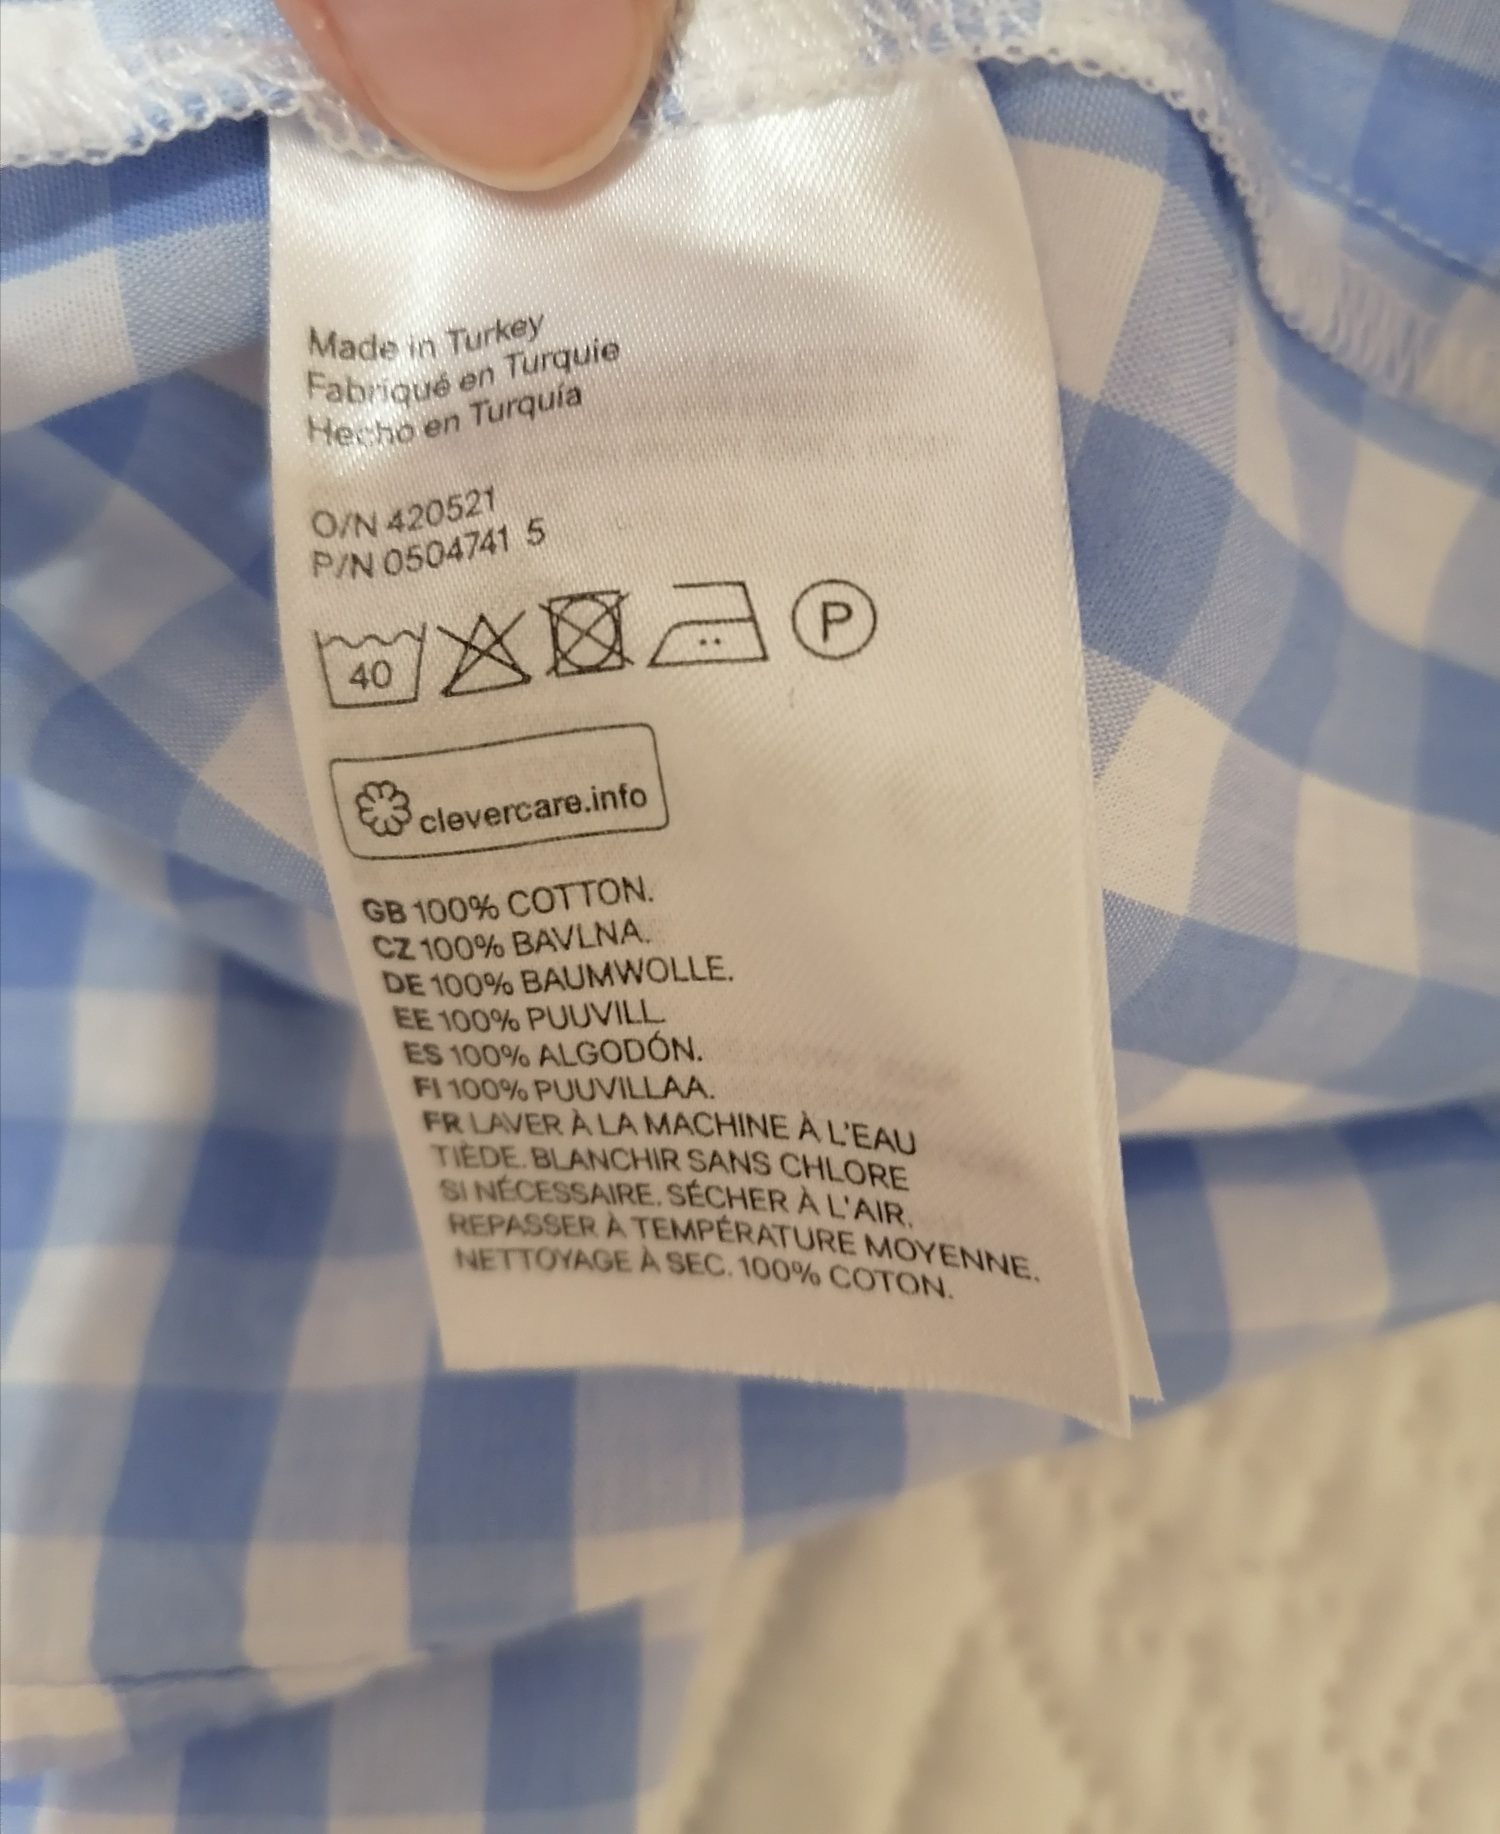 Made in Turkey
Fabriqué en Turquie
Hecho en Turquía
O/N 420521
P/N 0504741 5
40 P
clevercare.info
GB 100% COTTON.
CZ 100% BAVLNA.
DE 100% BAUMWOLLE.
EE 100% PUUVILL
ES 100% ALGODÓN.
FI 100% PUUVILLAA.
FR LAVER À LA MACHINE À L'EAU
TIÈDE. BLANCHIR SANS CHLORE
SI NÉCESSAIRE. SÉCHER À L'AIR.
REPASSER À TEMPÉRATURE MOYENNE.
NETTOYAGE À SEC. 100% COTON.